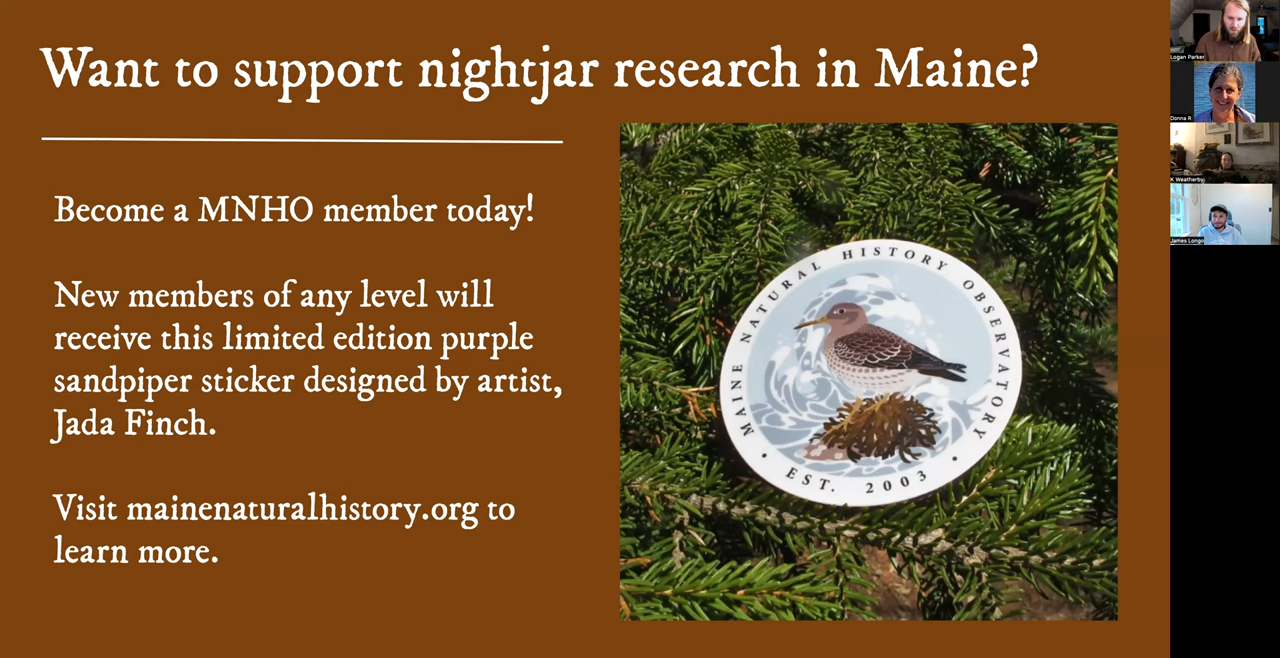 Want to support nightjar research in Maine?
Become a MNHO member today!
New members of any level will
receive this limited edition purple
sandpiper sticker designed by artist,
Jada Finch.
Visit mainenaturalhistory.org to
learn more.
MAINE NATURAL HISTORY OBSERVATORY
• EST. 2003 •
Logan Parker
Donna R
K Weatherby
James Longo